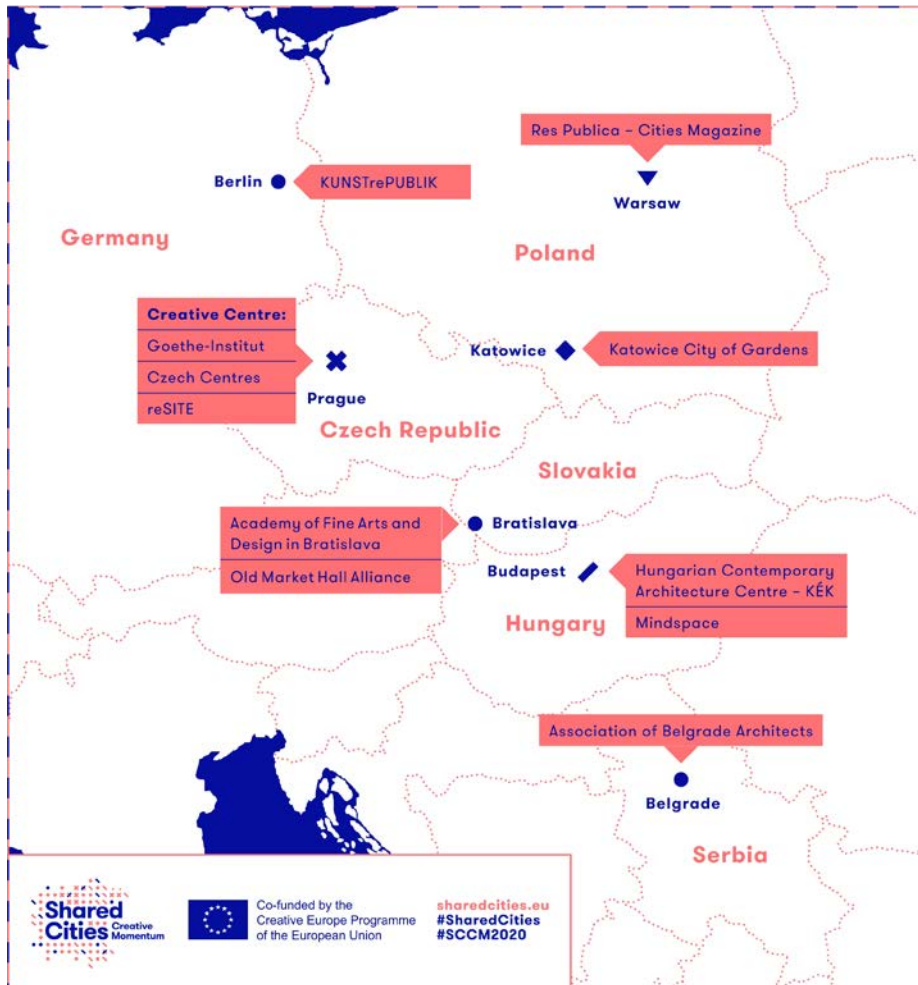 Res Publica – Cities Magazine
Berlin
KUNSTrePUBLIK
Warsaw
Germany
Poland
Creative Centre:
Goethe-Institut
Czech Centres
reSITE
Prague
Katowice
Katowice City of Gardens
Czech Republic
Slovakia
Academy of Fine Arts and
Design in Bratislava
Old Market Hall Alliance
Bratislava
Budapest
Hungarian Contemporary
Architecture Centre – KÉK
Mindspace
Hungary
Association of Belgrade Architects
Belgrade
Serbia
Shared
Cities
Creative
Momentum
Co-funded by the
Creative Europe Programme
of the European Union
sharedcities.eu
#SharedCities
#SCCM2020